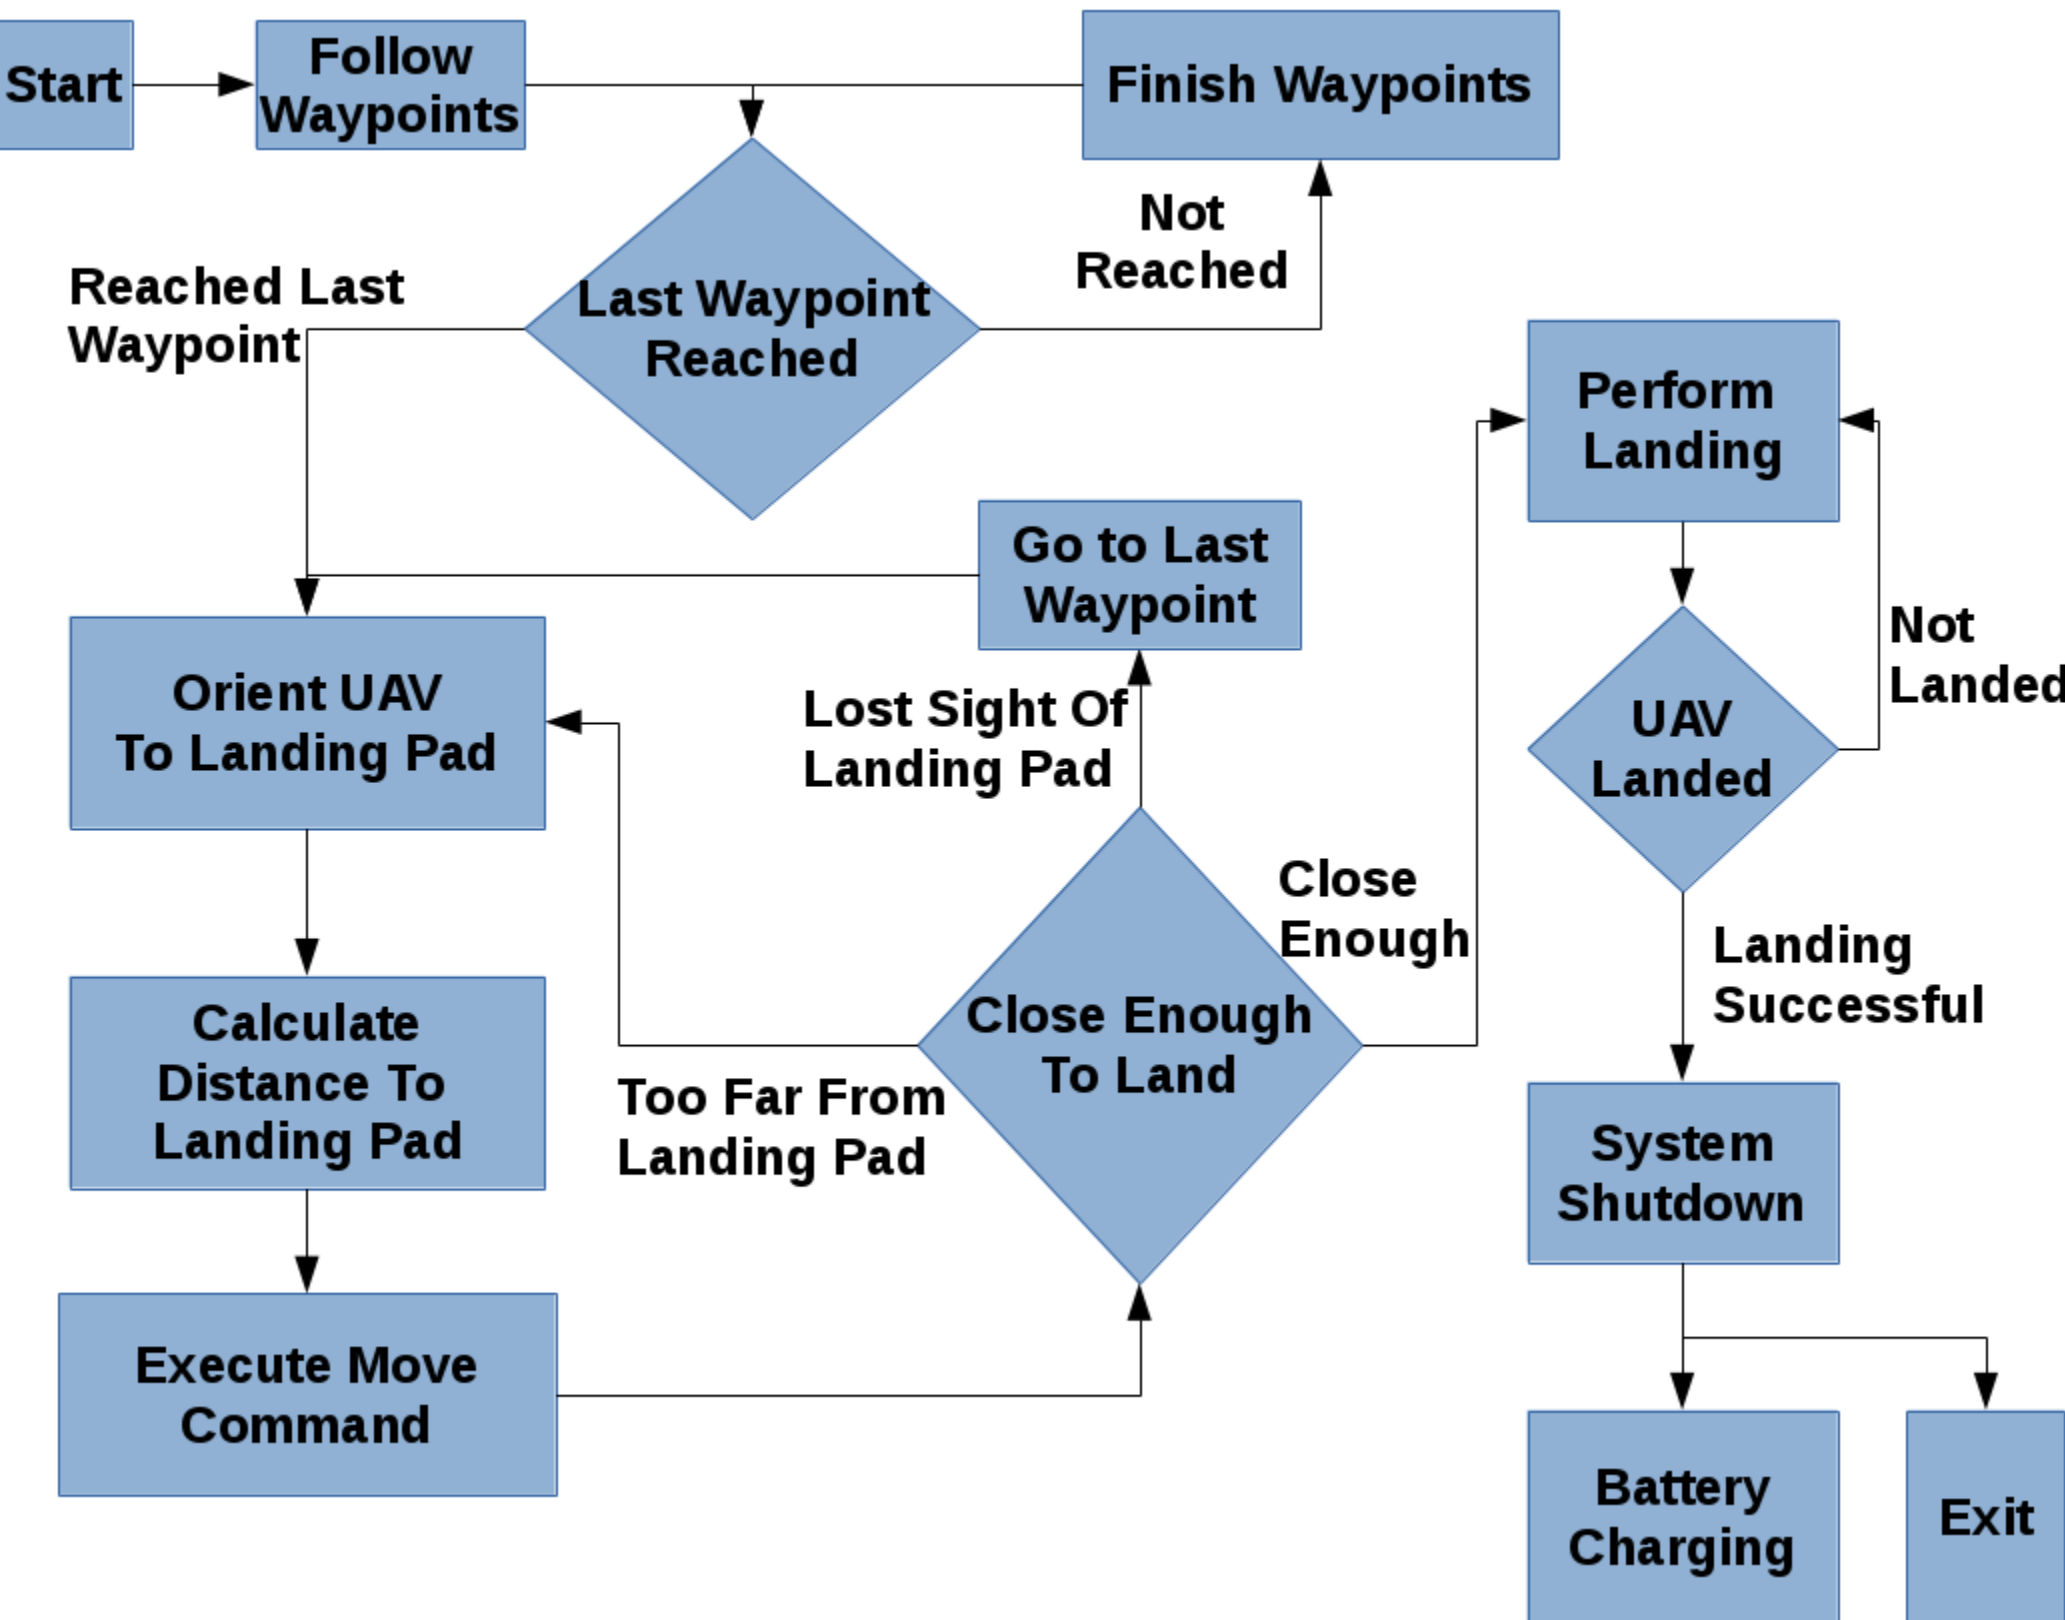 Start
Follow
Waypoints
Finish Waypoints
Not
Reached
Reached Last
Waypoint
Last Waypoint
Reached
Perform
Landing
Go to Last
Waypoint
Not
Landed
Orient UAV
To Landing Pad
Lost Sight Of
Landing Pad
UAV
Landed
Close
Enough
Landing
Successful
Calculate
Distance To
Landing Pad
Close Enough
To Land
Too Far From
Landing Pad
System
Shutdown
Execute Move
Command
Battery
Charging
Exit